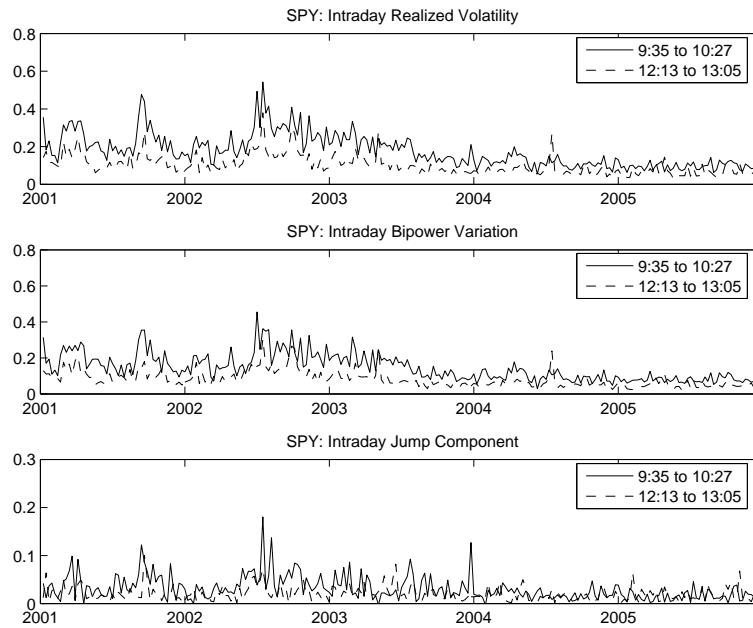 SPY: Intraday Realized Volatility
0.8
0.6
0.4
0.2
0
9:35 to 10:27
12:13 to 13:05
2001 2002 2003 2004 2005
SPY: Intraday Bipower Variation
0.8
0.6
0.4
0.2
0
9:35 to 10:27
12:13 to 13:05
2001 2002 2003 2004 2005
SPY: Intraday Jump Component
0.3
0.2
0.1
0
9:35 to 10:27
12:13 to 13:05
2001 2002 2003 2004 2005